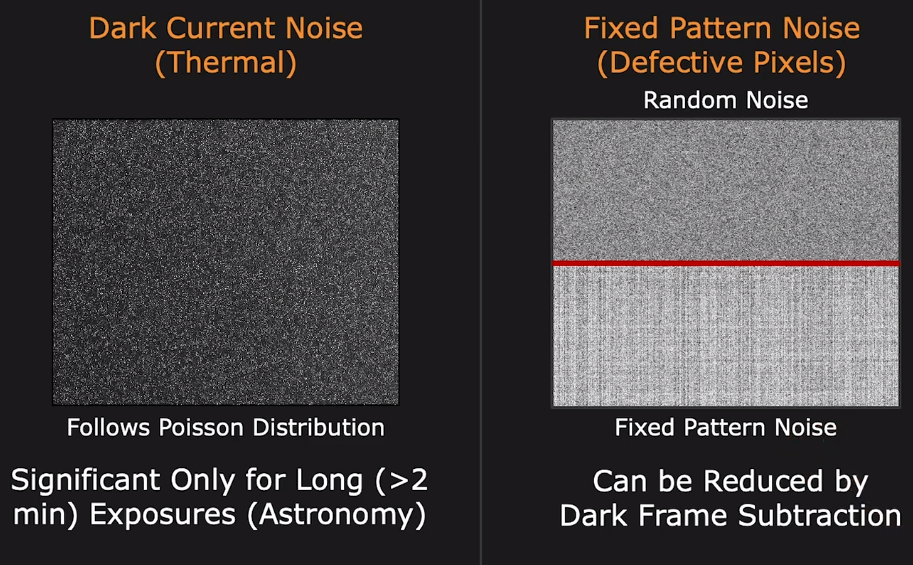 Dark Current Noise
(Thermal)
Follows Poisson Distribution
Significant Only for Long (>2
min) Exposures (Astronomy)
Fixed Pattern Noise
(Defective Pixels)
Random Noise
Fixed Pattern Noise
Can be Reduced by
Dark Frame Subtraction